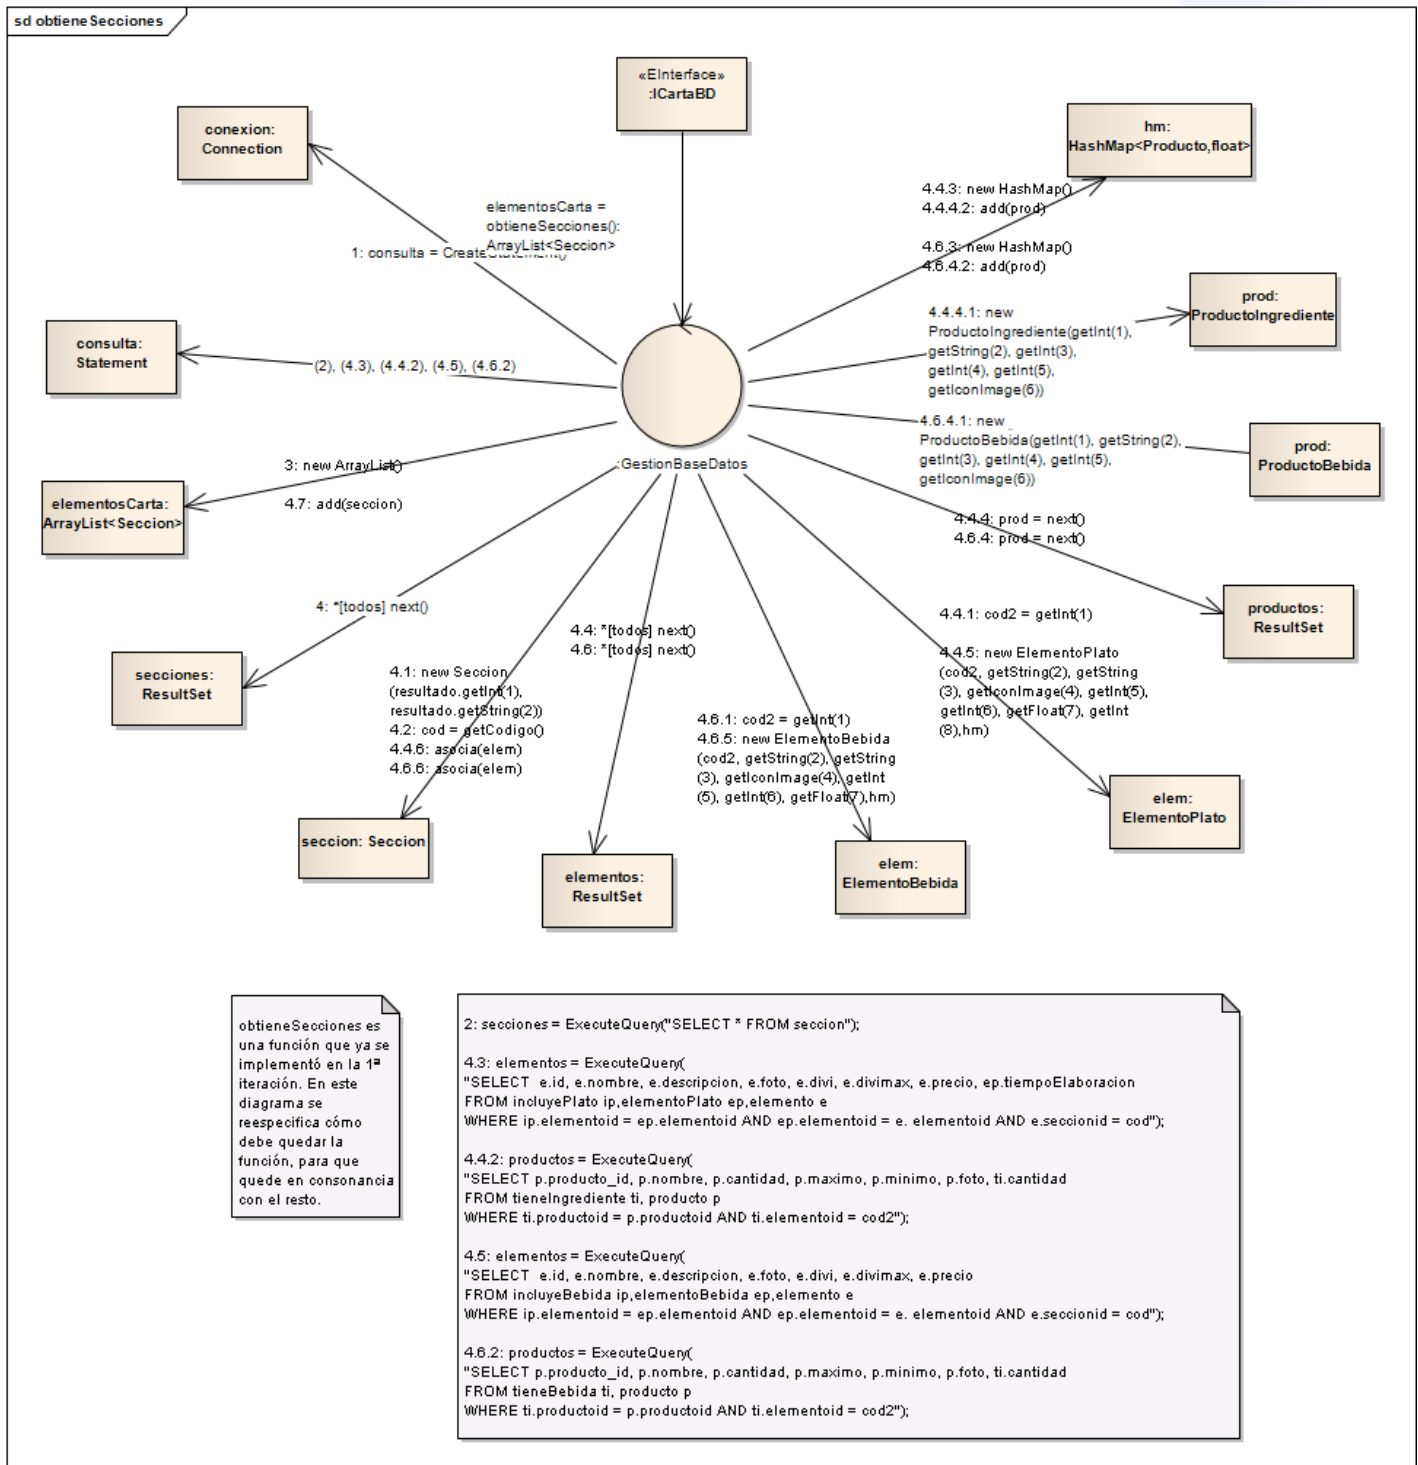 sd obtieneSecciones
«EInterface»
:ICartaBD
conexion:
Connection
hm:
HashMap<Producto,float>
elementosCarta =
obtieneSecciones():
ArrayList<Seccion>
1: consulta = CreateStatement()
4.4.3: new HashMap()
4.4.4.2: add(prod)
4.6.3: new HashMap()
4.6.4.2: add(prod)
prod:
ProductoIngrediente
4.4.4.1: new
ProductoIngrediente(getInt(1),
getString(2), getInt(3),
getInt(4), getInt(5),
getIconImage(6))
consulta:
Statement
(2), (4.3), (4.4.2), (4.5), (4.6.2)
4.6.4.1: new
ProductoBebida(getInt(1), getString(2),
getInt(3), getInt(4), getInt(5),
getIconImage(6))
prod:
ProductoBebida
:GestionBaseDatos
3: new ArrayList()
4.7: add(seccion)
elementosCarta:
ArrayList<Seccion>
4.4.4: prod = next()
4.6.4: prod = next()
4: *[todos] next()
productos:
ResultSet
4.4.1: cod2 = getInt(1)
4.4.5: new ElementoPlato
(cod2, getString(2), getString
(3), getIconImage(4), getInt(5),
getInt(6), getFloat(7), getInt
(8),hm)
4.4: *[todos] next()
4.6: *[todos] next()
secciones:
ResultSet
4.1: new Seccion
(resultado.getInt(1),
resultado.getString(2))
4.2: cod = getCodigo()
4.4.6: asocia(elem)
4.6.6: asocia(elem)
4.6.1: cod2 = getInt(1)
4.6.5: new ElementoBebida
(cod2, getString(2), getString
(3), getIconImage(4), getInt
(5), getInt(6), getFloat(7),hm)
elem:
ElementoPlato
seccion: Seccion
elementos:
ResultSet
elem:
ElementoBebida
obtieneSecciones es
una función que ya se
implementó en la 1ª
iteración. En este
diagrama se
reespecifica cómo
debe quedar la
función, para que
quede en consonancia
con el resto.
2: secciones = ExecuteQuery("SELECT * FROM seccion");
4.3: elementos = ExecuteQuery(
"SELECT  e.id, e.nombre, e.descripcion, e.foto, e.divi, e.divimax, e.precio, ep.tiempoElaboracion
FROM incluyePlato ip,elementoPlato ep,elemento e
WHERE ip.elementoid = ep.elementoid AND ep.elementoid = e. elementoid AND e.seccionid = cod");
4.4.2: productos = ExecuteQuery(
"SELECT p.producto_id, p.nombre, p.cantidad, p.maximo, p.minimo, p.foto, ti.cantidad
FROM tieneIngrediente ti, producto p
WHERE ti.productoid = p.productoid AND ti.elementoid = cod2");
4.5: elementos = ExecuteQuery(
"SELECT  e.id, e.nombre, e.descripcion, e.foto, e.divi, e.divimax, e.precio
FROM incluyeBebida ip,elementoBebida ep,elemento e
WHERE ip.elementoid = ep.elementoid AND ep.elementoid = e. elementoid AND e.seccionid = cod");
4.6.2: productos = ExecuteQuery(
"SELECT p.producto_id, p.nombre, p.cantidad, p.maximo, p.minimo, p.foto, ti.cantidad
FROM tieneBebida ti, producto p
WHERE ti.productoid = p.productoid AND ti.elementoid = cod2");